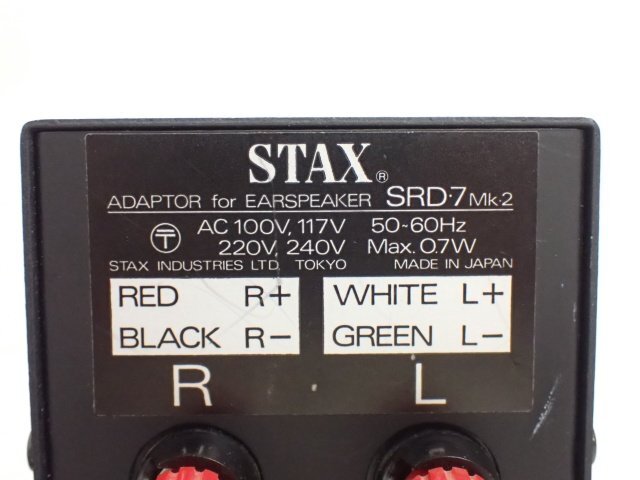 STAX®
ADAPTOR for EARSPEAKER SRD·7 Mk·2
〒 AC 100V, 117V 50~60Hz
220V, 240V Max. 0.7W
STAX INDUSTRIES LTD TOKYO MADE IN JAPAN
RED R+ WHITE L+
BLACK R− GREEN L−
R L